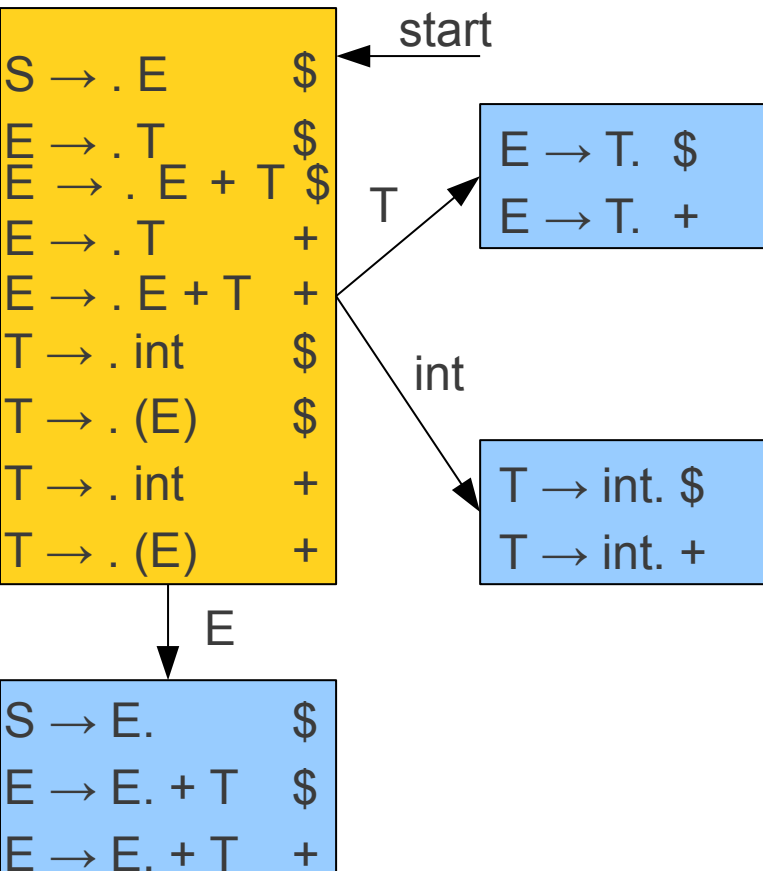 start
S → . E $
E → . T $
E → . E + T $
E → . T +
E → . E + T +
T → . int $
T → . (E) $
T → . int +
T → . (E) +
T
E → T. $
E → T. +
int
T → int. $
T → int. +
E
S → E. $
E → E. + T $
E → E. + T +